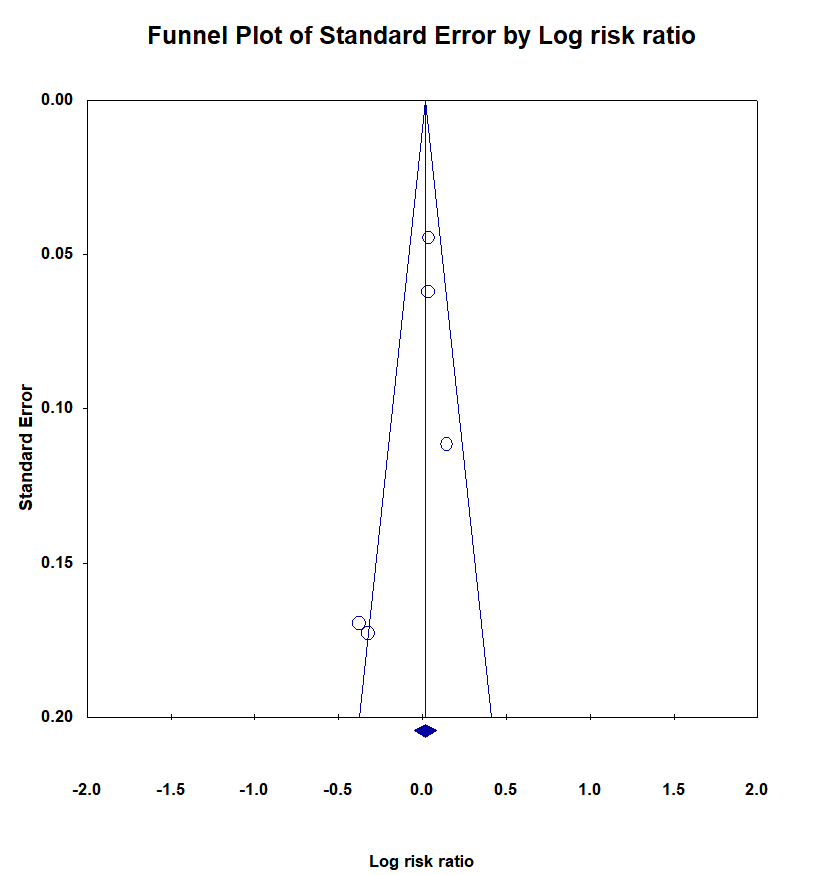 Funnel Plot of Standard Error by Log risk ratio
0.00
0.05
0.10
0.15
0.20
Standard Error
-2.0 -1.5 -1.0 -0.5 0.0 0.5 1.0 1.5 2.0
Log risk ratio